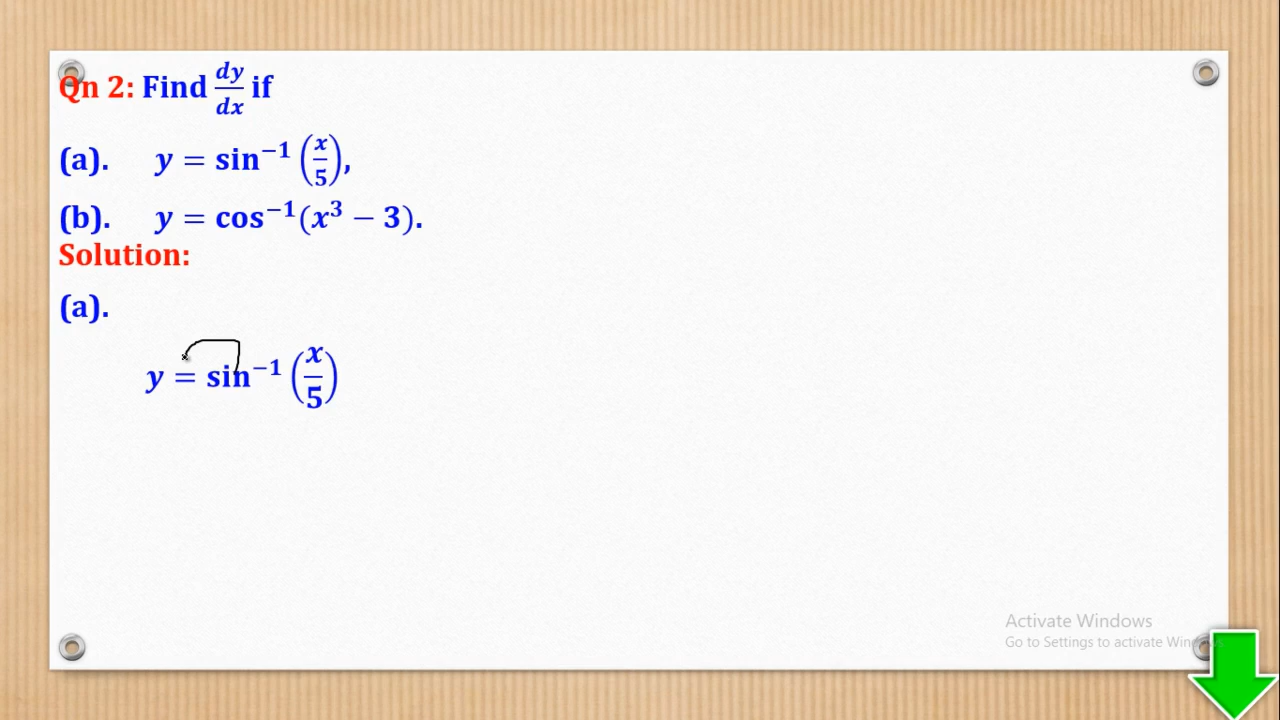 Qn 2: Find dy/dx if
(a). y = sin⁻¹(x/5),
(b). y = cos⁻¹(x³ − 3).
Solution:
(a).
y = sin⁻¹(x/5)
Activate Windows
Go to Settings to activate Windows